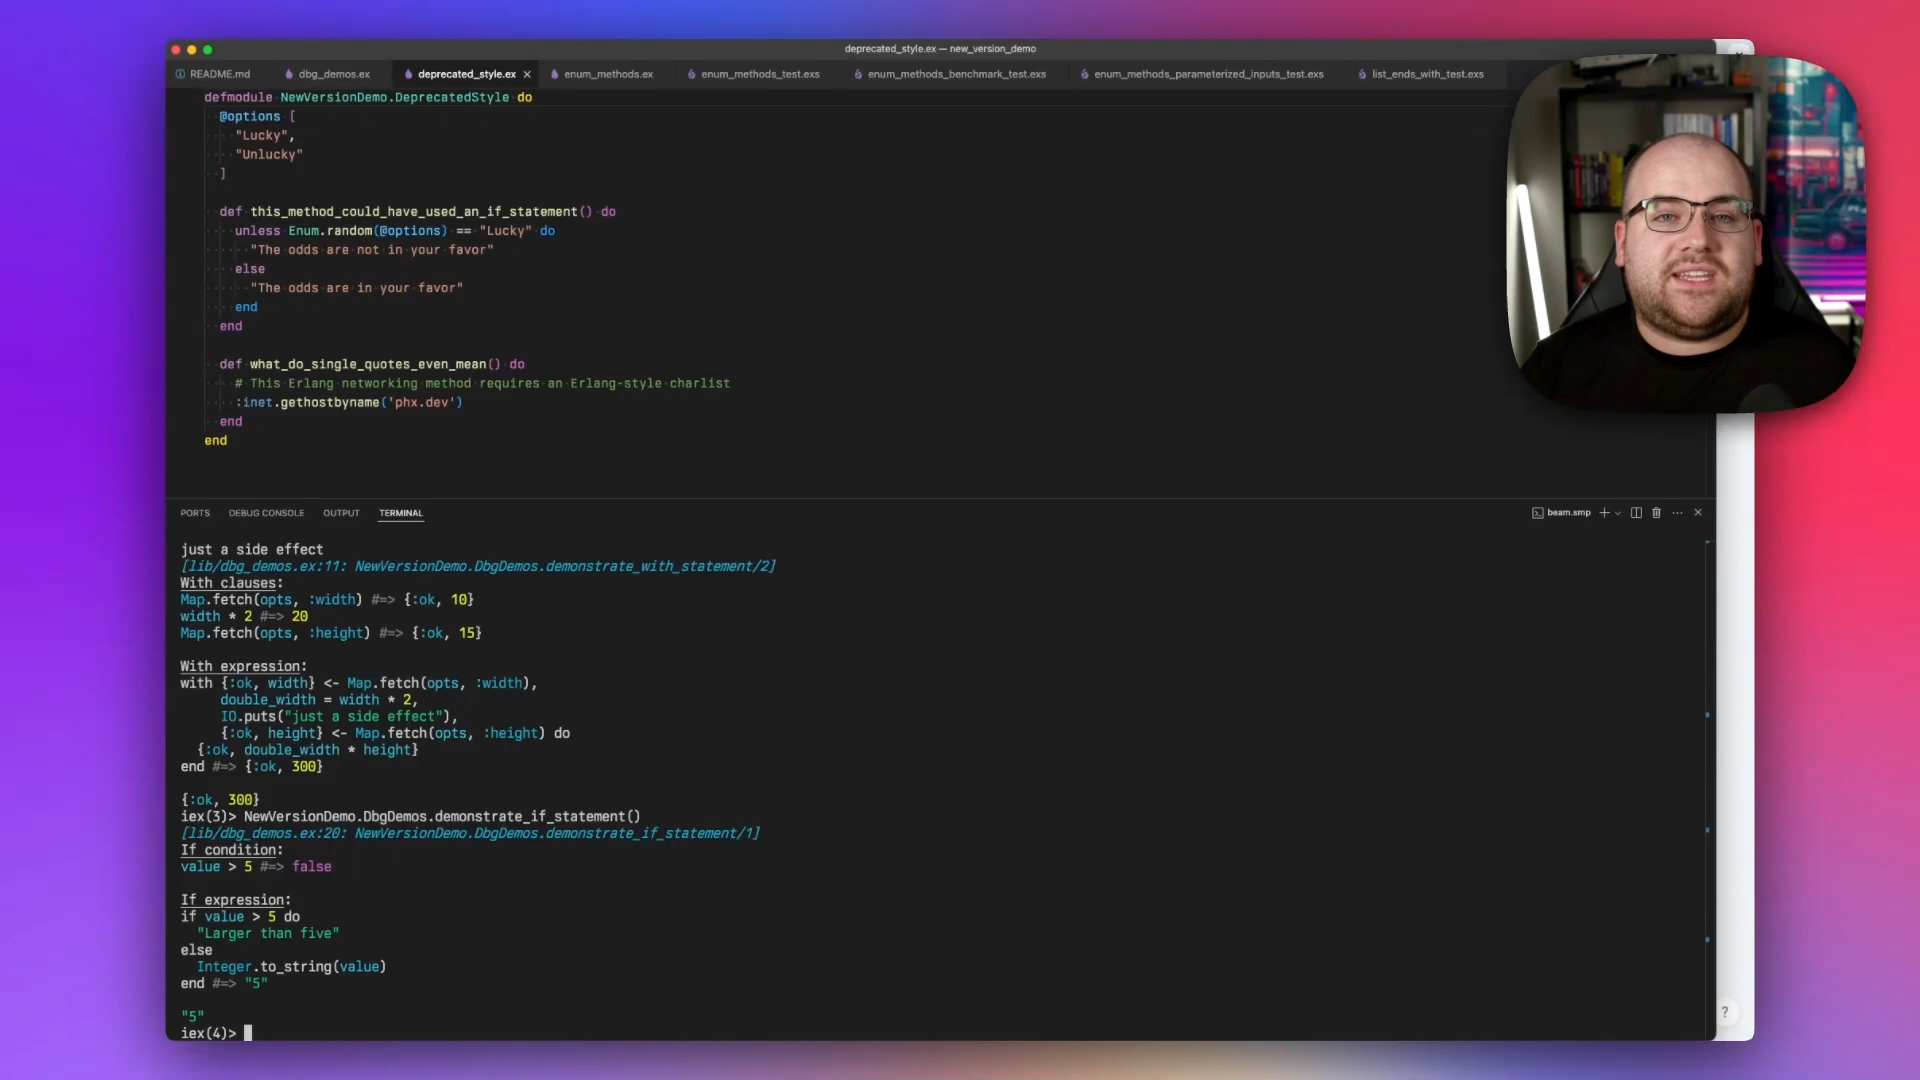 deprecated_style.ex — new_version_demo
README.md dbg_demos.ex deprecated_style.ex enum_methods.ex enum_methods_test.exs enum_methods_benchmark_test.exs enum_methods_parameterized_inputs_test.exs list_ends_with_test.exs
defmodule NewVersionDemo.DeprecatedStyle do
@options [
"Lucky",
"Unlucky"
]
def this_method_could_have_used_an_if_statement() do
unless Enum.random(@options) == "Lucky" do
"The odds are not in your favor"
else
"The odds are in your favor"
end
end
def what_do_single_quotes_even_mean() do
# This Erlang networking method requires an Erlang-style charlist
:inet.gethostbyname('phx.dev')
end
end
PORTS DEBUG CONSOLE OUTPUT TERMINAL beam.smp
just a side effect
[lib/dbg_demos.ex:11: NewVersionDemo.DbgDemos.demonstrate_with_statement/2]
With clauses:
Map.fetch(opts, :width) #=> {:ok, 10}
width * 2 #=> 20
Map.fetch(opts, :height) #=> {:ok, 15}
With expression:
with {:ok, width} <- Map.fetch(opts, :width),
double_width = width * 2,
IO.puts("just a side effect"),
{:ok, height} <- Map.fetch(opts, :height) do
{:ok, double_width * height}
end #=> {:ok, 300}
{:ok, 300}
iex(3)> NewVersionDemo.DbgDemos.demonstrate_if_statement()
[lib/dbg_demos.ex:20: NewVersionDemo.DbgDemos.demonstrate_if_statement/1]
If condition:
value > 5 #=> false
If expression:
if value > 5 do
"Larger than five"
else
Integer.to_string(value)
end #=> "5"
"5"
iex(4)>
?